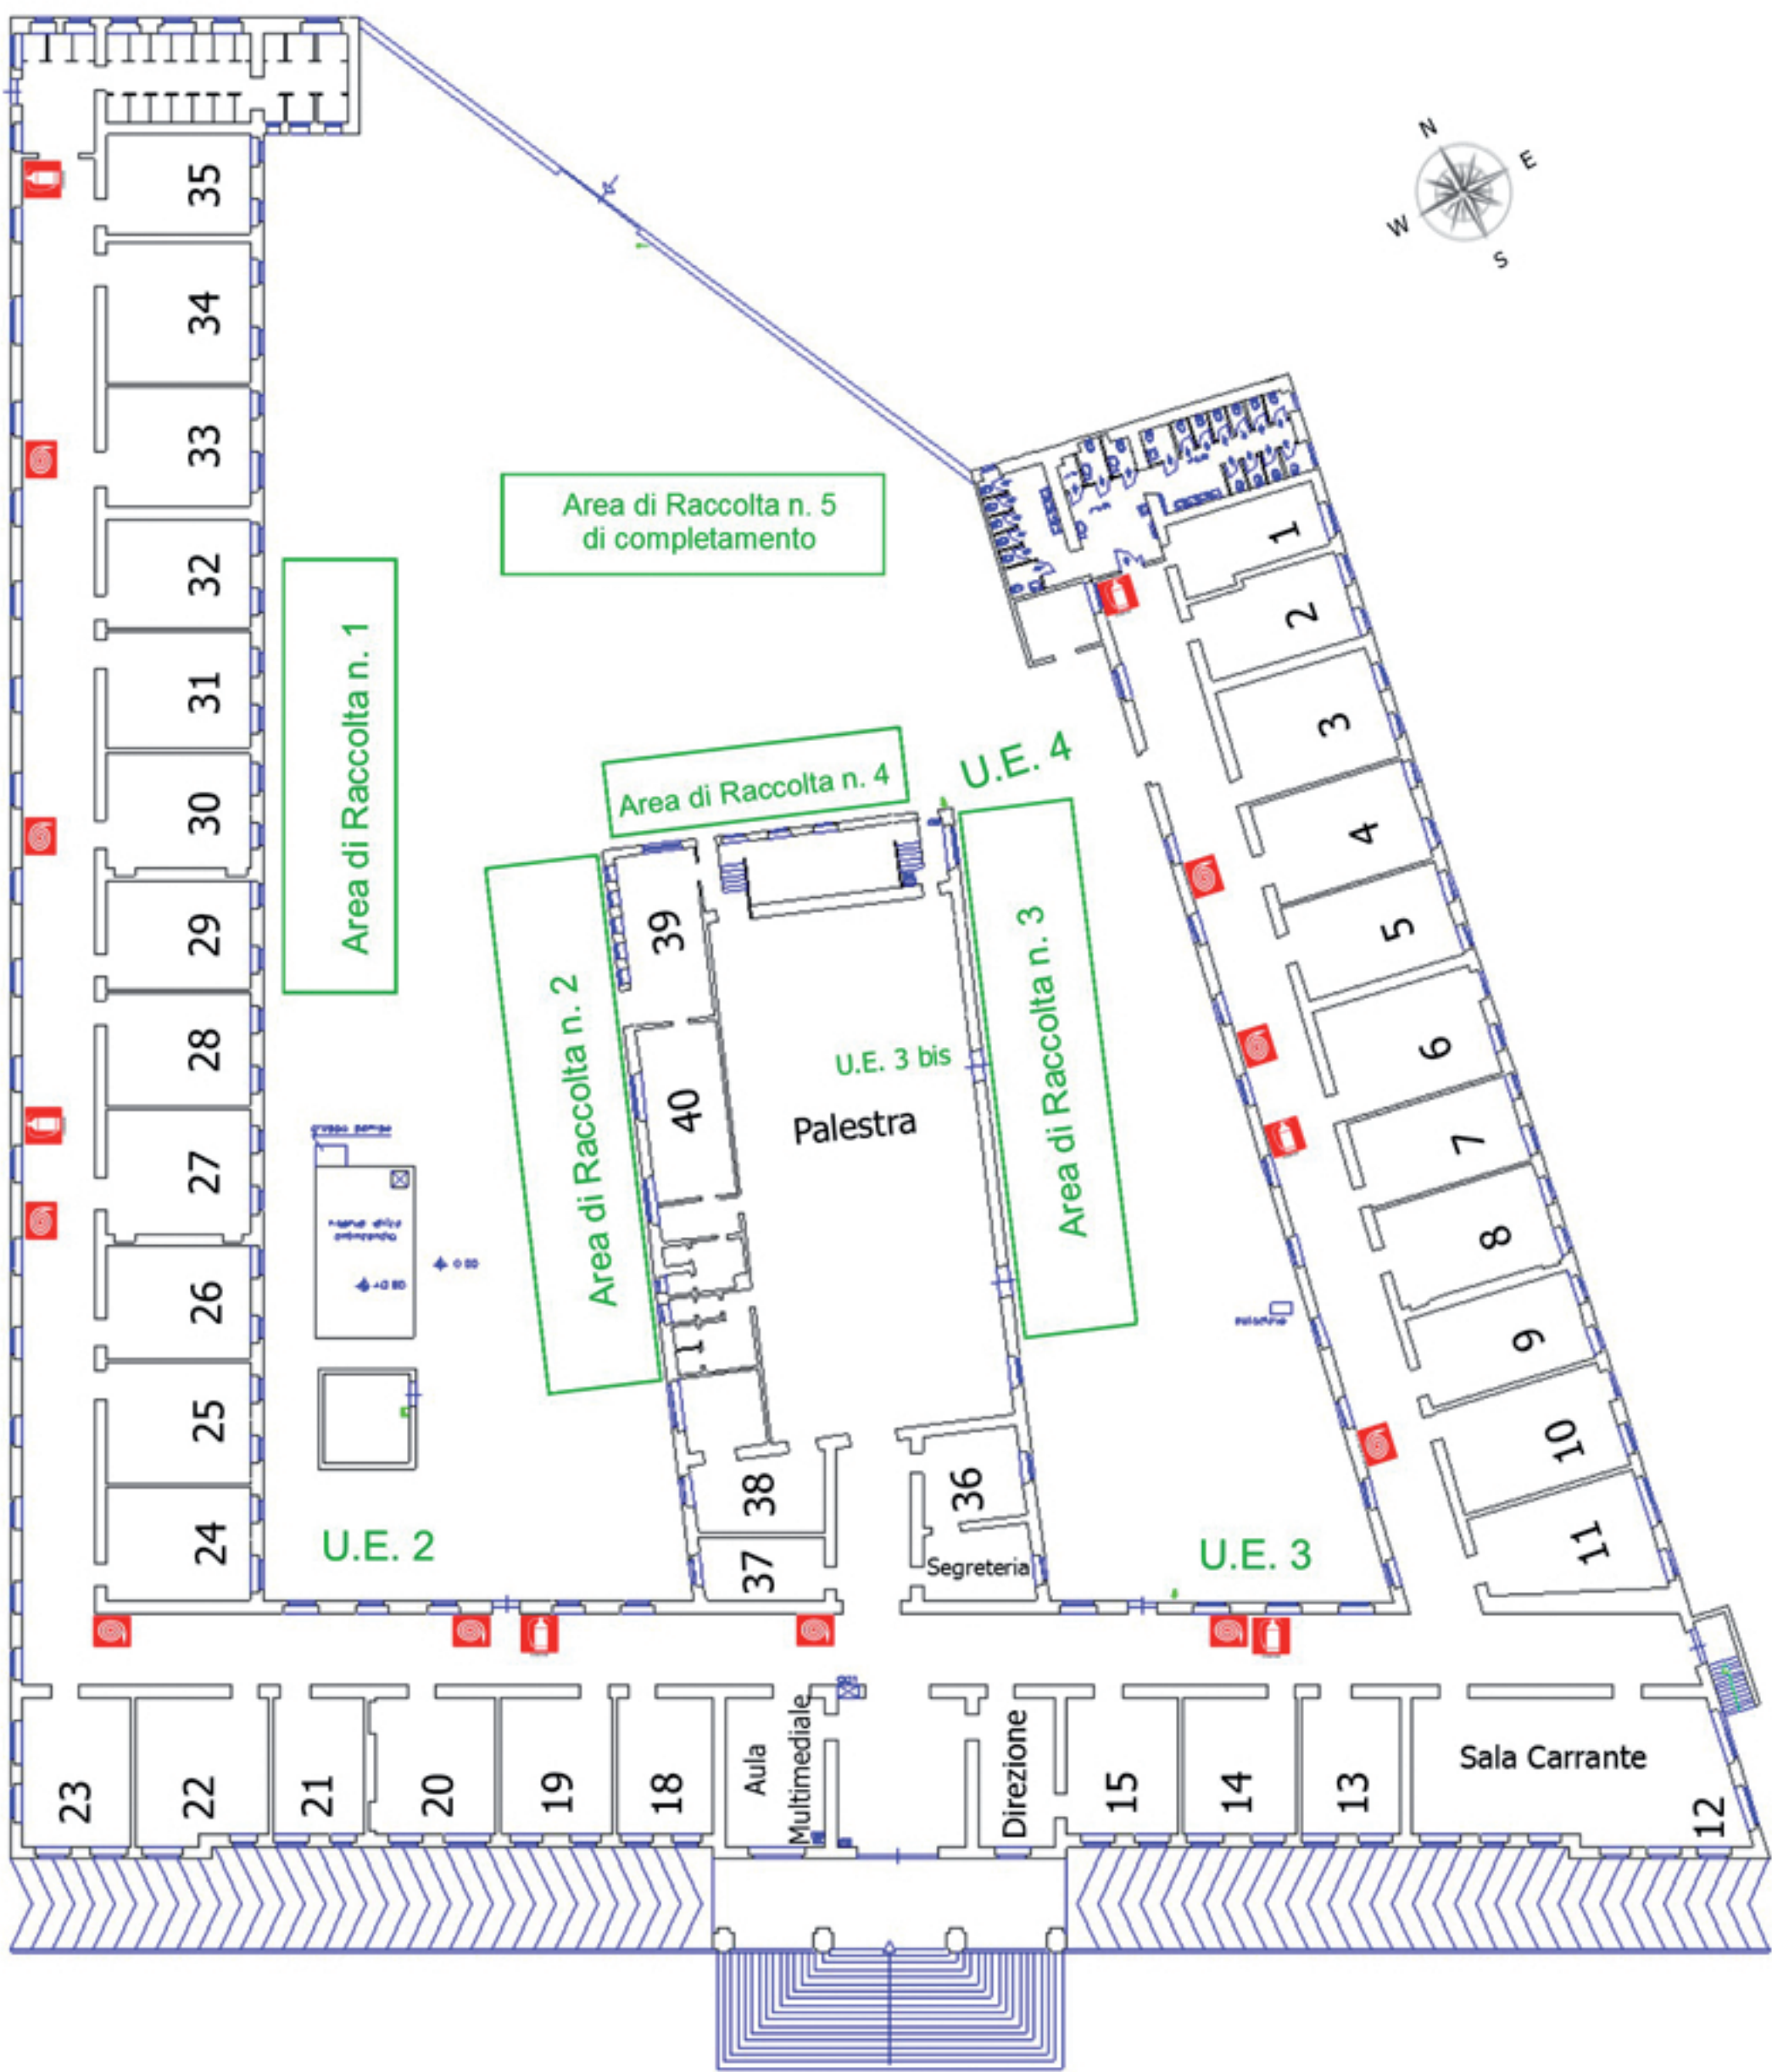 N
E
W
S
35
34
33
32
31
30
29
28
27
26
25
24
Area di Raccolta n. 5
di completamento
Area di Raccolta n. 1
Area di Raccolta n. 4
U.E. 4
Area di Raccolta n. 2
Area di Raccolta n. 3
39
40
U.E. 3 bis
Palestra
38
37
36
Segreteria
U.E. 2
U.E. 3
1
2
3
4
5
6
7
8
9
10
11
23
22
21
20
19
18
Aula
Multimediale
Direzione
15
14
13
Sala Carrante
12